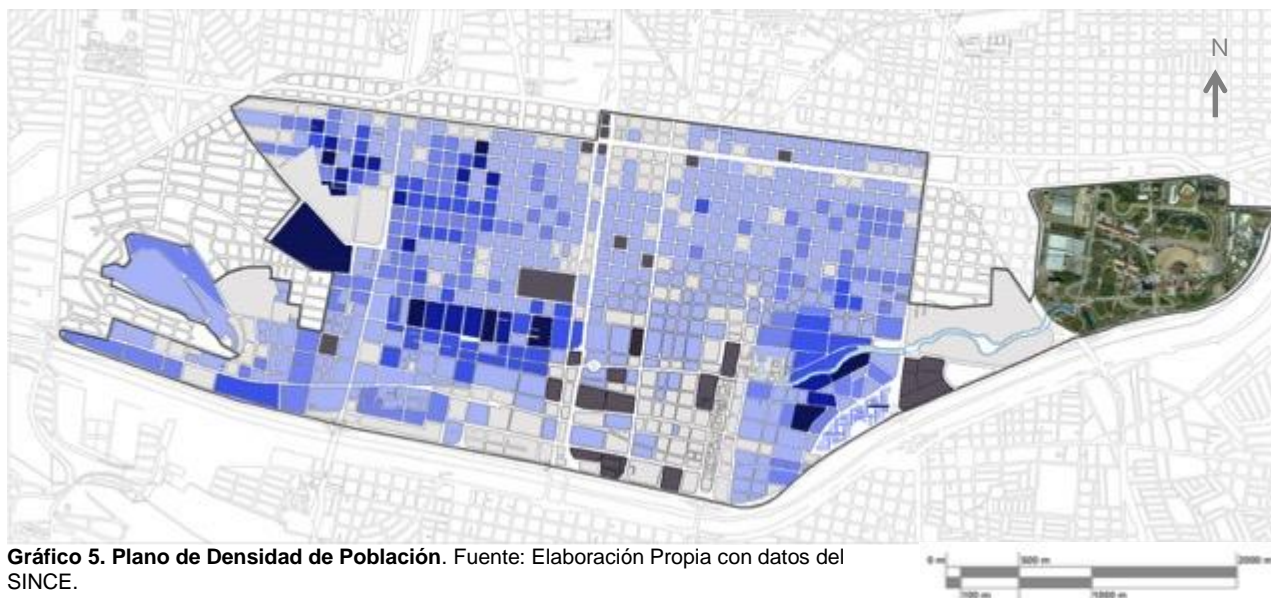 N
Gráfico 5. Plano de Densidad de Población. Fuente: Elaboración Propia con datos del
SINCE.
0 m 500 m 2000 m
100 m 1000 m